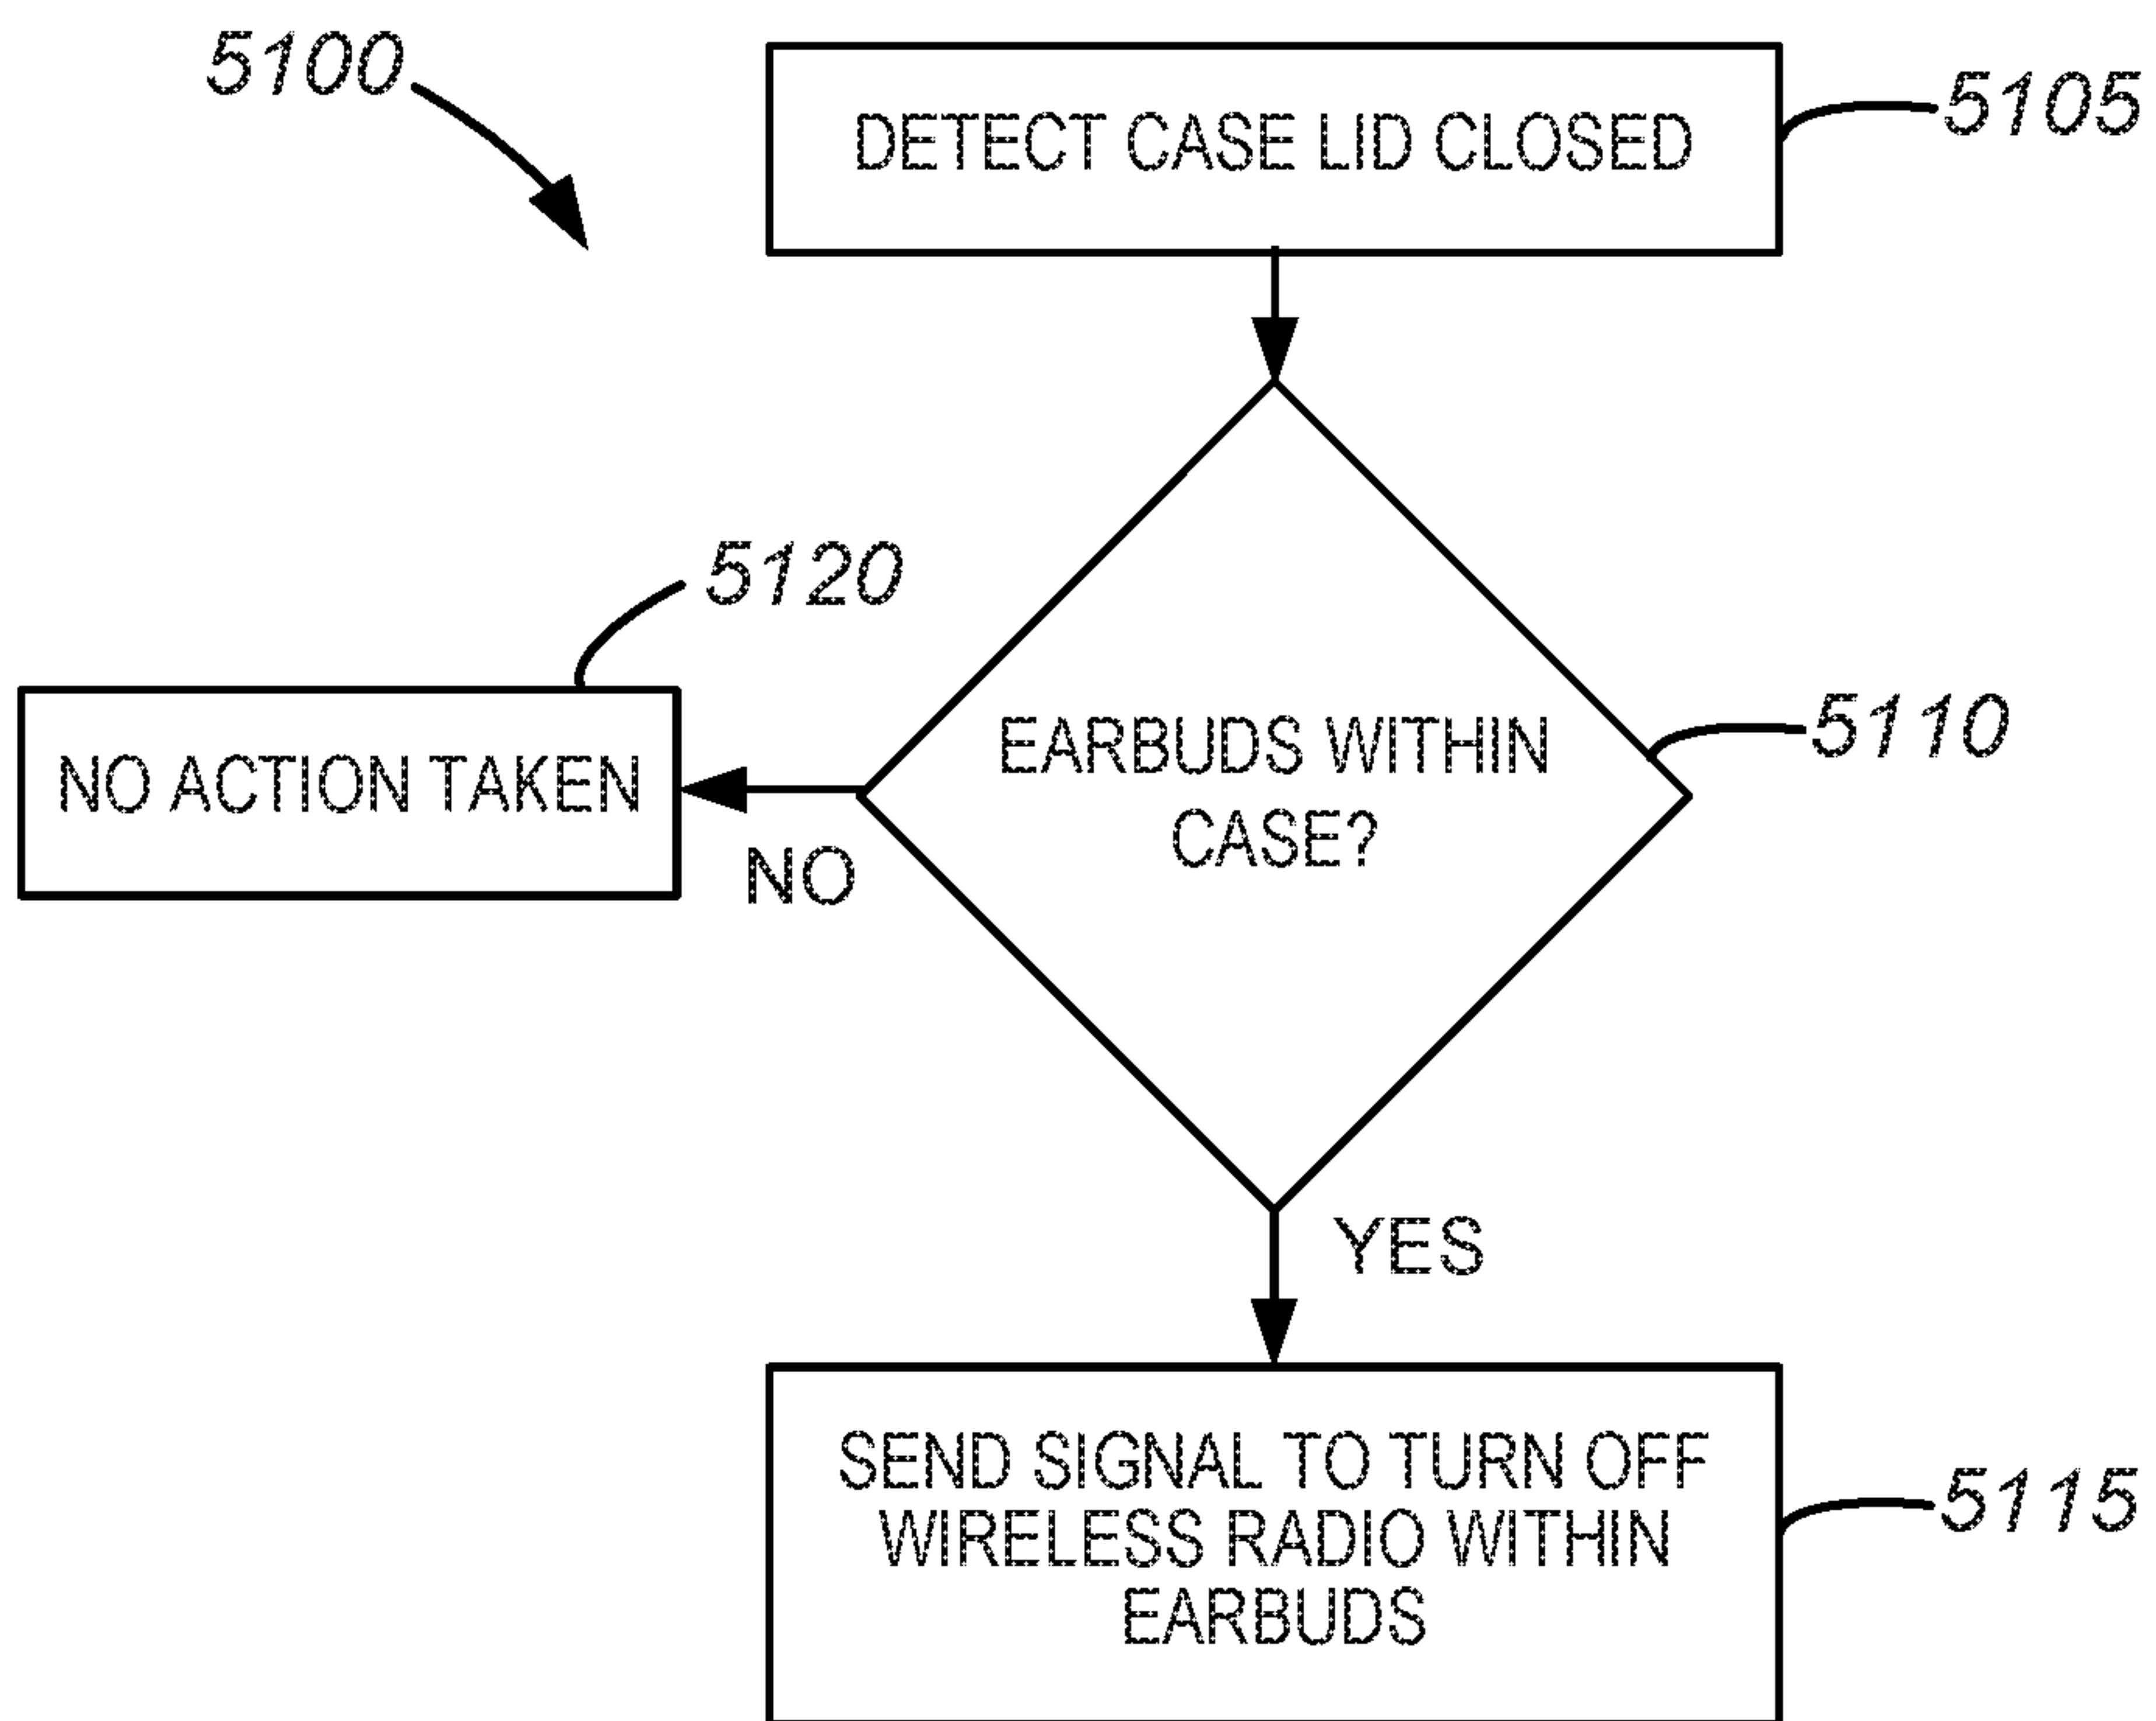 5100
DETECT CASE LID CLOSED
5105
5120
NO ACTION TAKEN
NO
EARBUDS WITHIN
CASE?
5110
YES
SEND SIGNAL TO TURN OFF
WIRELESS RADIO WITHIN
EARBUDS
5115